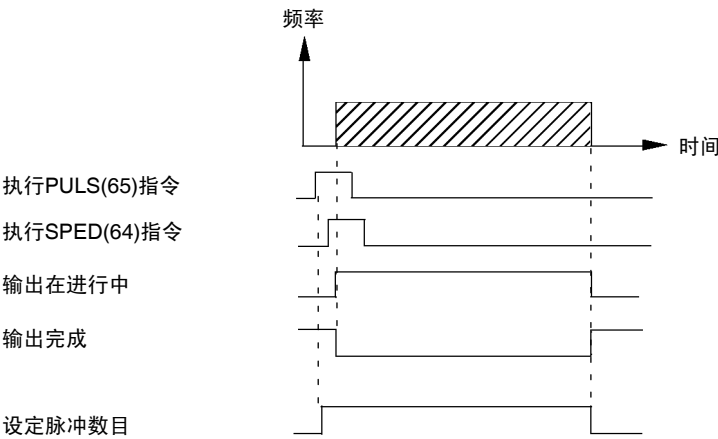 频率
时间
执行PULS(65)指令
执行SPED(64)指令
输出在进行中
输出完成
设定脉冲数目